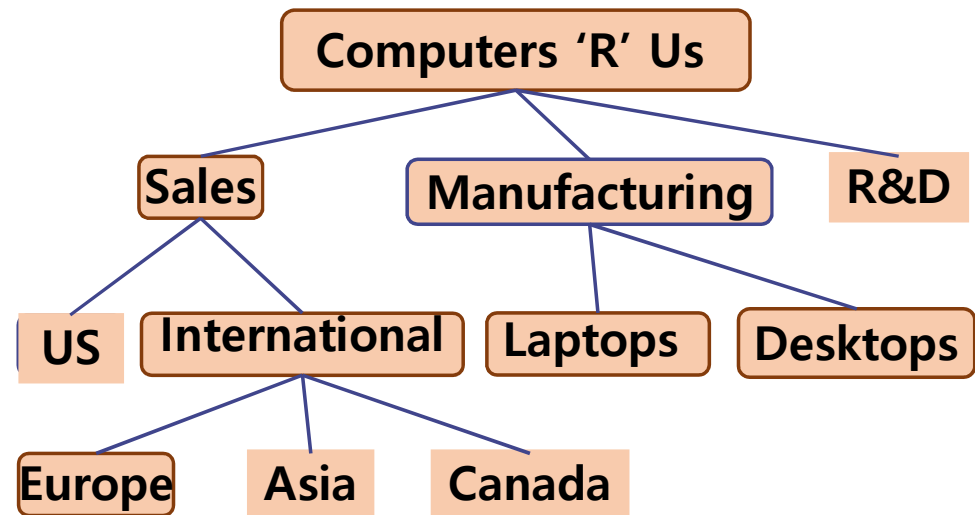 Computers ‘R’ Us
Sales
Manufacturing
R&D
US
International
Laptops
Desktops
Europe
Asia
Canada